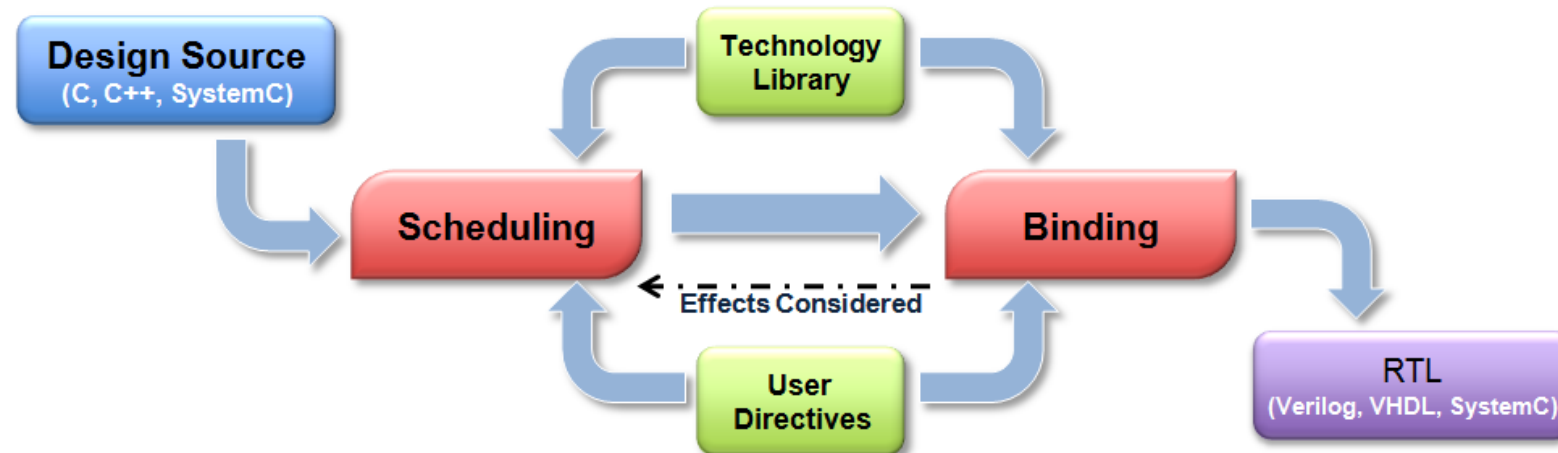 Design Source
(C, C++, SystemC)
Technology
Library
Scheduling
Binding
Effects Considered
User
Directives
RTL
(Verilog, VHDL, SystemC)